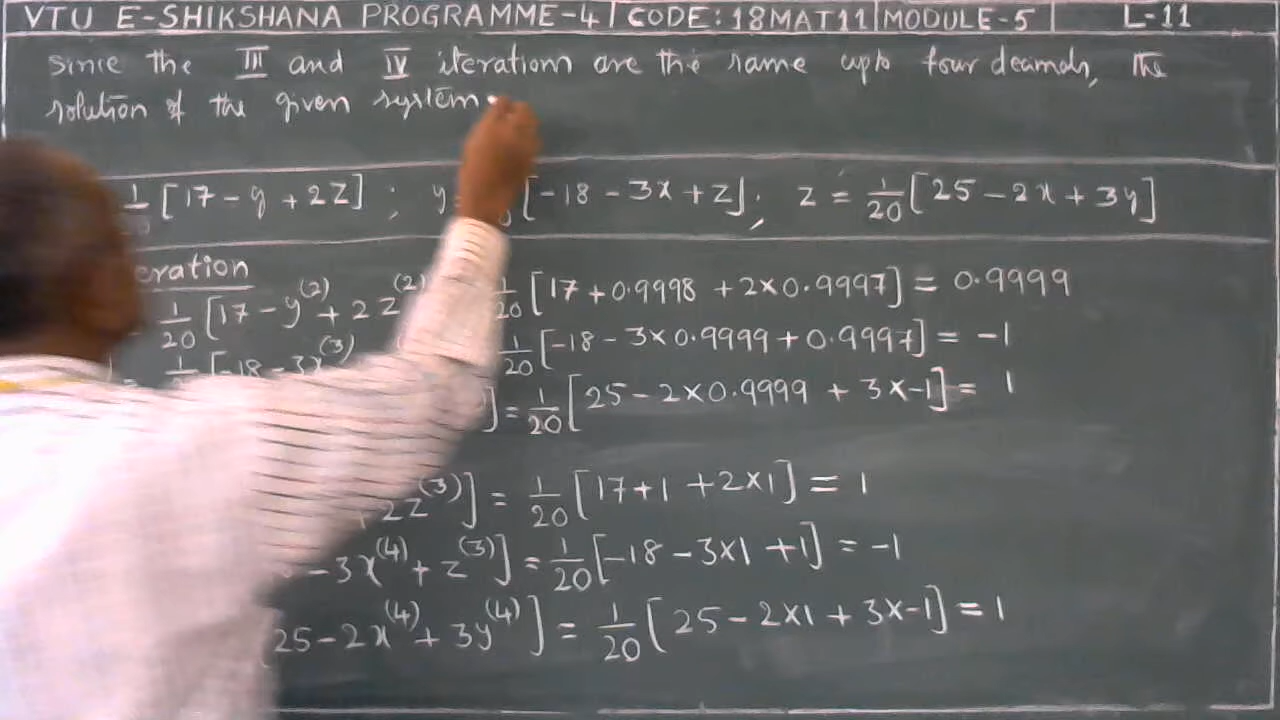 VTU E-SHIKSHANA PROGRAMME-4 | CODE: 18MAT11 | MODULE-5 | L-11
Since the III and IV iterations are the same upto four decimals, the
solution of the given system
[17 - y + 2z] ; y = [-18 - 3x + z] ; z = 1/20 [25 - 2x + 3y]
eration
1/20 [17 - y^(2) + 2z^(2) 1/20 [17 + 0.9998 + 2×0.9997] = 0.9999
[-18 - 3x^(3) 1/20 [-18 - 3×0.9999 + 0.9997] = -1
] = 1/20 [25 - 2×0.9999 + 3×-1] = 1
+ 2z^(3)] = 1/20 [17 + 1 + 2×1] = 1
- 3x^(4) + z^(3)] = 1/20 [-18 - 3×1 + 1] = -1
[25 - 2x^(4) + 3y^(4)] = 1/20 [25 - 2×1 + 3×-1] = 1